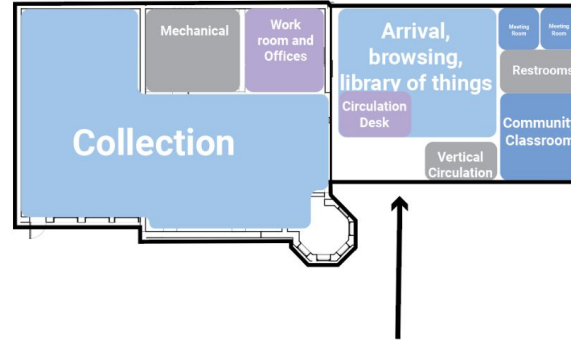 Mechanical
Work
room and
Offices
Arrival,
browsing,
library of things
Meeting
Room
Meeting
Room
Restrooms
Circulation
Desk
Collection
Community
Classroom
Vertical
Circulation